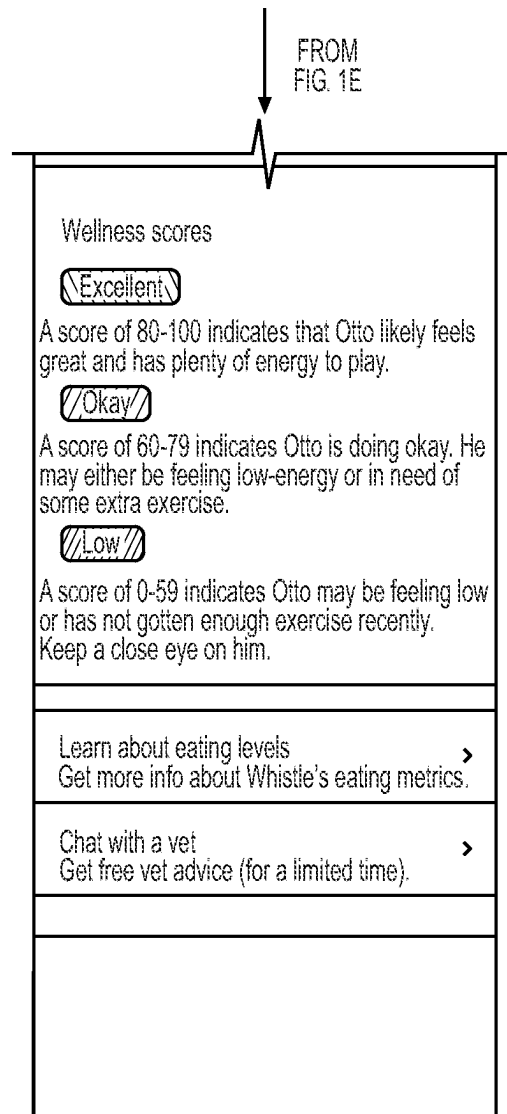 FROM
FIG. 1E
Wellness scores
Excellent
A score of 80-100 indicates that Otto likely feels
great and has plenty of energy to play.
Okay
A score of 60-79 indicates Otto is doing okay. He
may either be feeling low-energy or in need of
some extra exercise.
Low
A score of 0-59 indicates Otto may be feeling low
or has not gotten enough exercise recently.
Keep a close eye on him.
Learn about eating levels
Get more info about Whistle's eating metrics.
Chat with a vet
Get free vet advice (for a limited time).